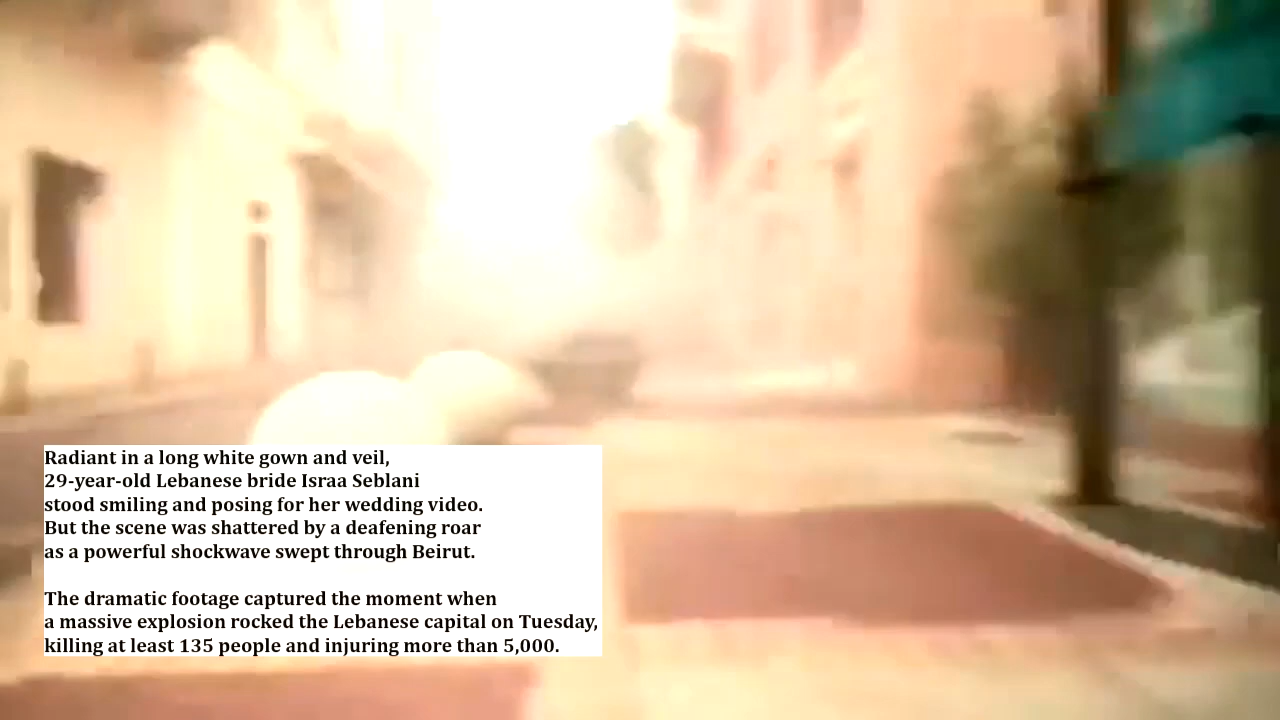 Radiant in a long white gown and veil,
29-year-old Lebanese bride Israa Seblani
stood smiling and posing for her wedding video.
But the scene was shattered by a deafening roar
as a powerful shockwave swept through Beirut.
The dramatic footage captured the moment when
a massive explosion rocked the Lebanese capital on Tuesday,
killing at least 135 people and injuring more than 5,000.